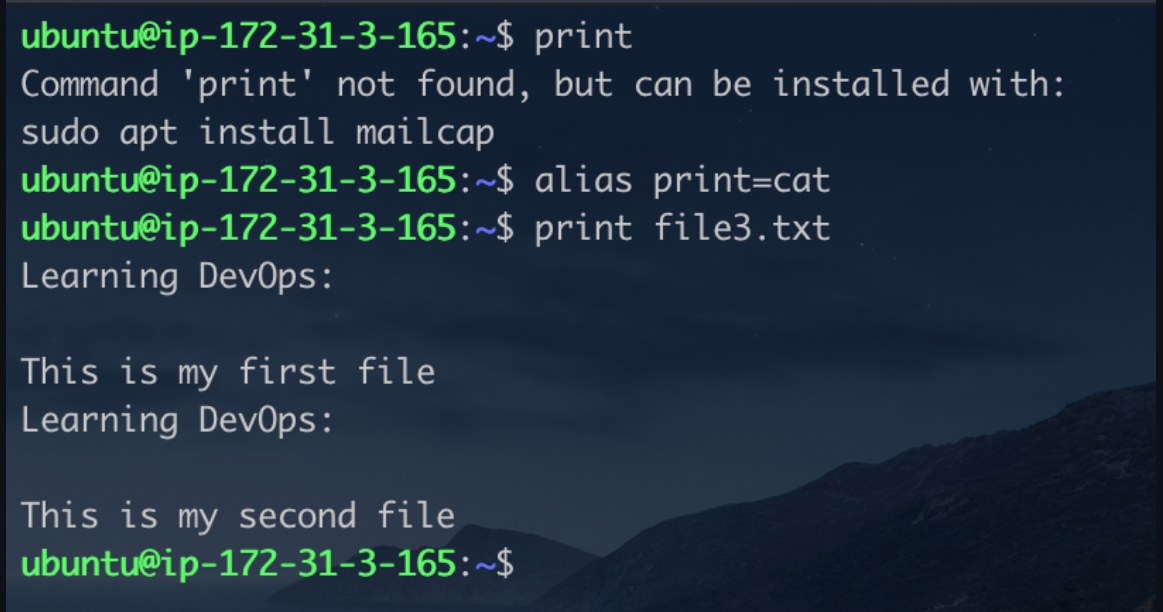 ubuntu@ip-172-31-3-165:~$ print
Command 'print' not found, but can be installed with:
sudo apt install mailcap
ubuntu@ip-172-31-3-165:~$ alias print=cat
ubuntu@ip-172-31-3-165:~$ print file3.txt
Learning DevOps:
This is my first file
Learning DevOps:
This is my second file
ubuntu@ip-172-31-3-165:~$